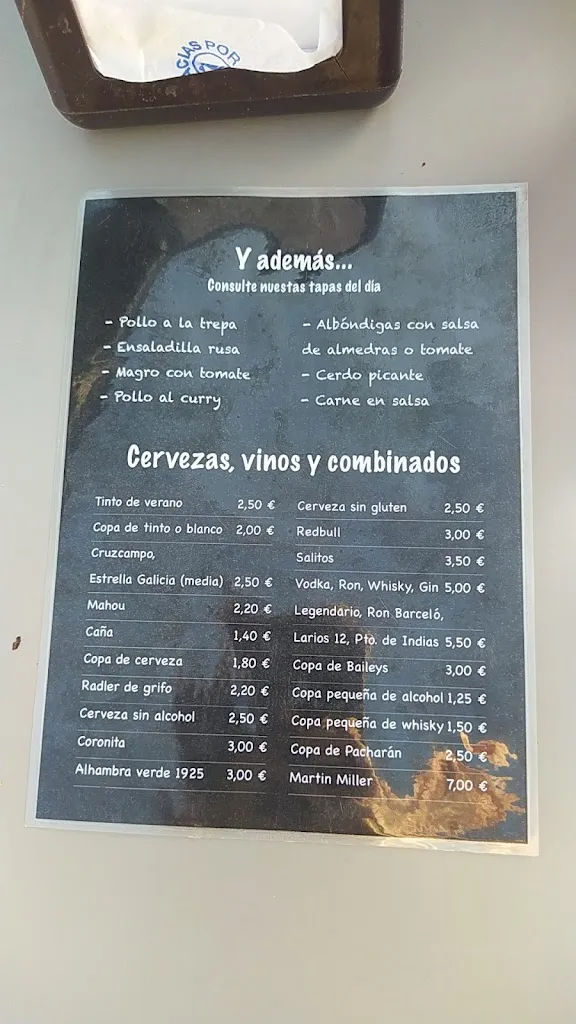 CIAS POR
Y además...
Consulte nuestas tapas del día
- Pollo a la trepa
- Ensaladilla rusa
- Magro con tomate
- Pollo al curry
- Albóndigas con salsa
de almedras o tomate
- Cerdo picante
- Carne en salsa
Cervezas, vinos y combinados
Tinto de verano 2,50 €
Copa de tinto o blanco 2,00 €
Cruzcampo,
Estrella Galicia (media) 2,50 €
Mahou 2,20 €
Caña 1,40 €
Copa de cerveza 1,80 €
Radler de grifo 2,20 €
Cerveza sin alcohol 2,50 €
Coronita 3,00 €
Alhambra verde 1925 3,00 €
Cerveza sin gluten 2,50 €
Redbull 3,00 €
Salitos 3,50 €
Vodka, Ron, Whisky, Gin 5,00 €
Legendario, Ron Barceló,
Larios 12, Pto. de Indias 5,50 €
Copa de Baileys 3,00 €
Copa pequeña de alcohol 1,25 €
Copa pequeña de whisky 1,50 €
Copa de Pacharán 2,50 €
Martin Miller 7,00 €